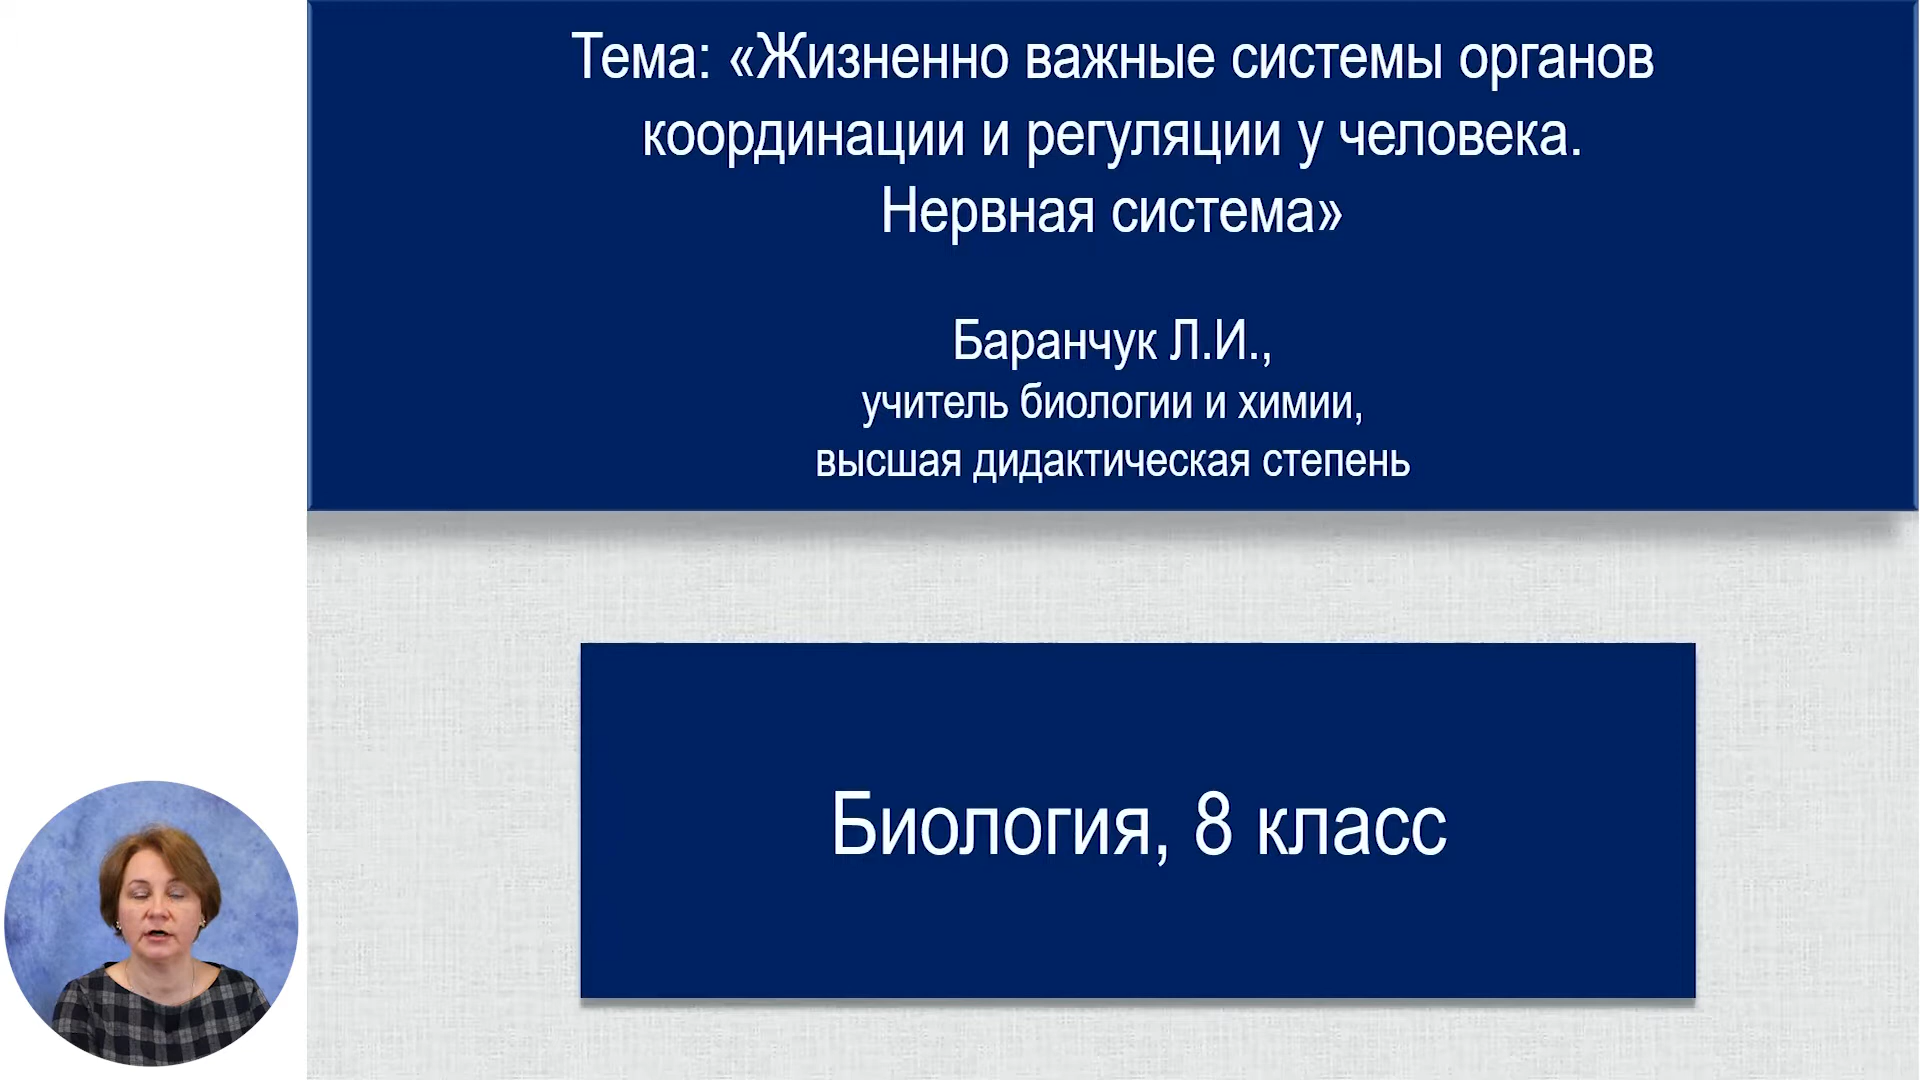 Тема: «Жизненно важные системы органов
координации и регуляции у человека.
Нервная система»
Баранчук Л.И.,
учитель биологии и химии,
высшая дидактическая степень
Биология, 8 класс